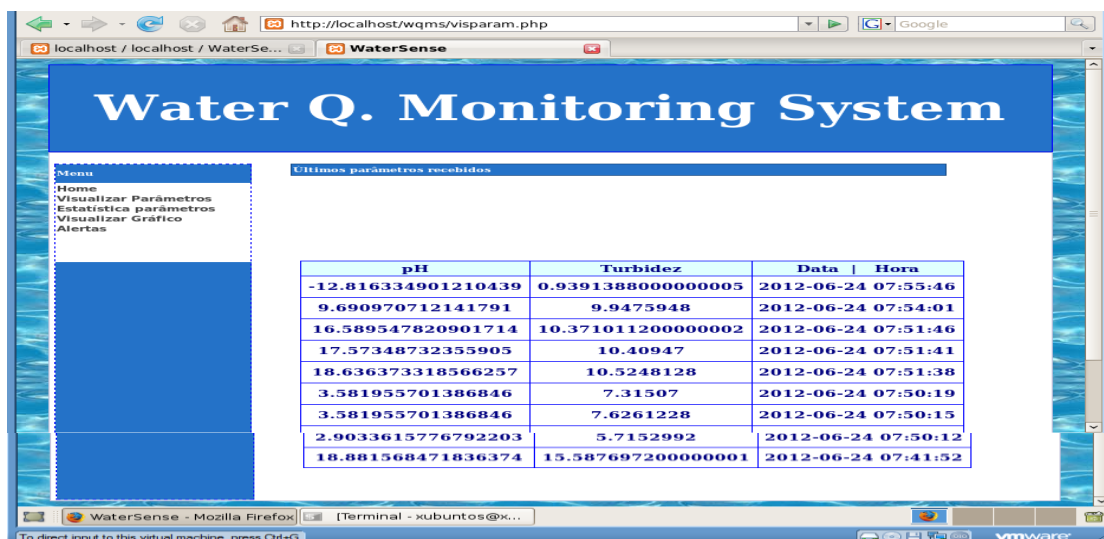 http://localhost/wqms/visparam.php
G Google
localhost / localhost / WaterSe...
WaterSense
Water Q. Monitoring System
Menu
Home
Visualizar Parâmetros
Estatística parâmetros
Visualizar Gráfico
Alertas
Ultimos parâmetros recebidos
pH Turbidez Data | Hora
-12.816334901210439 0.9391388000000005 2012-06-24 07:55:46
9.690970712141791 9.9475948 2012-06-24 07:54:01
16.589547820901714 10.371011200000002 2012-06-24 07:51:46
17.57348732355905 10.40947 2012-06-24 07:51:41
18.636373318566257 10.5248128 2012-06-24 07:51:38
3.581955701386846 7.31507 2012-06-24 07:50:19
3.581955701386846 7.6261228 2012-06-24 07:50:15
2.9033615776792203 5.7152992 2012-06-24 07:50:12
18.881568471836374 15.587697200000001 2012-06-24 07:41:52
WaterSense - Mozilla Firefox
[Terminal - xubuntos@x...
To direct input to this virtual machine, press Ctrl+G.
vmware